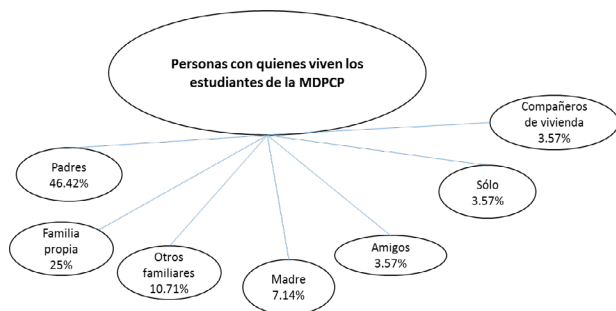 Personas con quienes viven los
estudiantes de la MDPCP
Compañeros
de vivienda
3.57%
Padres
46.42%
Sólo
3.57%
Familia
propia
25%
Otros
familiares
10.71%
Madre
7.14%
Amigos
3.57%